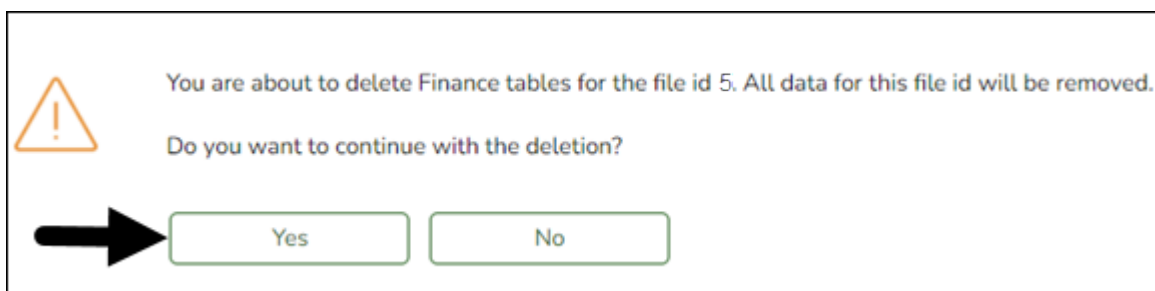 You are about to delete Finance tables for the file id 5. All data for this file id will be removed.
Do you want to continue with the deletion?
Yes No